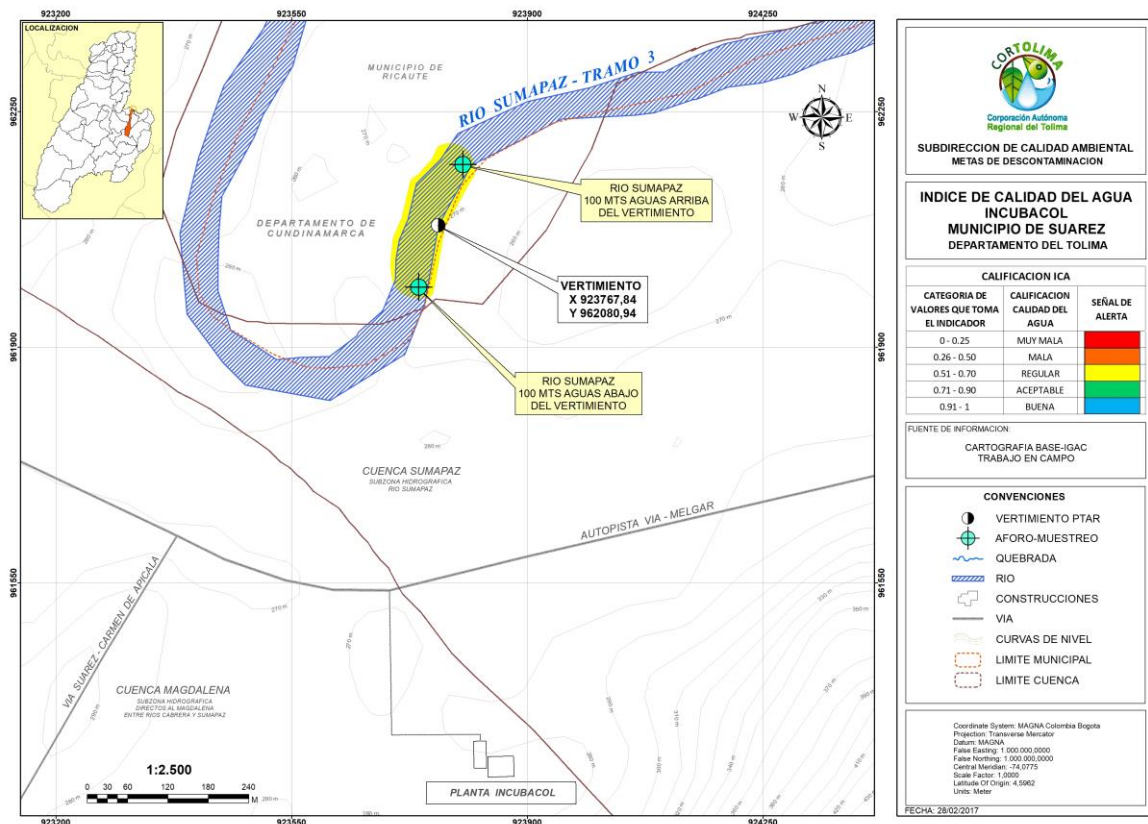 923200
923550
923900
924250
LOCALIZACION
MUNICIPIO DE
RICAUTE
RIO SUMAPAZ - TRAMO 3
962250
962250
N
W
E
S
RIO SUMAPAZ
100 MTS AGUAS ARRIBA
DEL VERTIMIENTO
DEPARTAMENTO DE
CUNDINAMARCA
VERTIMIENTO
X 923767,84
Y 962080,94
961900
961900
RIO SUMAPAZ
100 MTS AGUAS ABAJO
DEL VERTIMIENTO
CUENCA SUMAPAZ
SUBZONA HIDROGRAFICA
RIO SUMAPAZ
AUTOPISTA VIA - MELGAR
961550
961550
VIA SUAREZ - CARMEN DE APICALA
CUENCA MAGDALENA
SUBZONA HIDROGRAFICA
DIRECTOS AL MAGDALENA
ENTRE RIOS CABRERA Y SUMAPAZ
1:2.500
0 30 60 120 180 240
M
PLANTA INCUBACOL
923200
923550
923900
924250
CORTOLIMA
Corporación Autónoma
Regional del Tolima
SUBDIRECCION DE CALIDAD AMBIENTAL
METAS DE DESCONTAMINACION
INDICE DE CALIDAD DEL AGUA
INCUBACOL
MUNICIPIO DE SUAREZ
DEPARTAMENTO DEL TOLIMA
CALIFICACION ICA
CATEGORIA DE VALORES QUE TOMA EL INDICADOR
CALIFICACION CALIDAD DEL AGUA
SEÑAL DE ALERTA
0 - 0.25 MUY MALA
0.26 - 0.50 MALA
0.51 - 0.70 REGULAR
0.71 - 0.90 ACEPTABLE
0.91 - 1 BUENA
FUENTE DE INFORMACION:
CARTOGRAFIA BASE-IGAC
TRABAJO EN CAMPO
CONVENCIONES
VERTIMIENTO PTAR
AFORO-MUESTREO
QUEBRADA
RIO
CONSTRUCCIONES
VIA
CURVAS DE NIVEL
LIMITE MUNICIPAL
LIMITE CUENCA
Coordinate System: MAGNA Colombia Bogota
Projection: Transverse Mercator
Datum: MAGNA
False Easting: 1.000.000,0000
False Northing: 1.000.000,0000
Central Meridian: -74,0775
Scale Factor: 1,0000
Latitude Of Origin: 4,5962
Units: Meter
FECHA: 28/02/2017